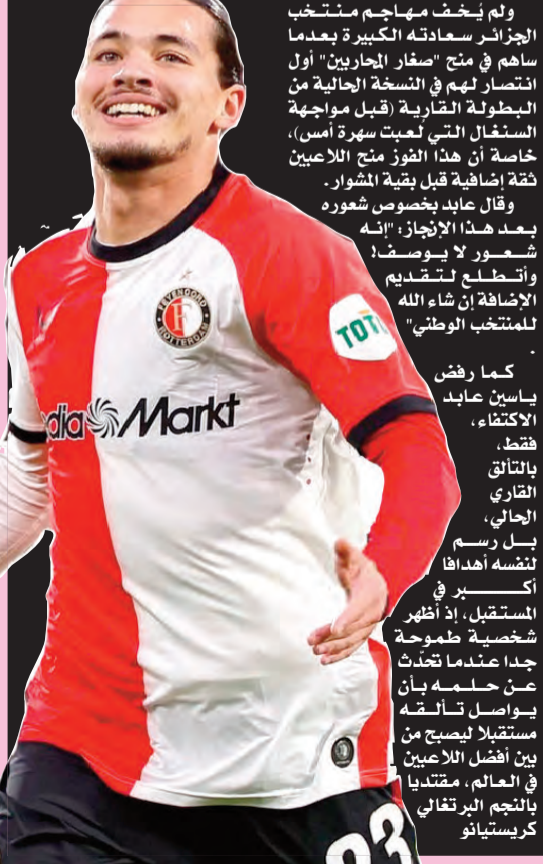 ولم يُخف مهاجم منتخب
الجزائر سعادته الكبيرة بعدما
ساهم في منح "صغار المحاربين" أول
انتصار لهم في النسخة الحالية من
البطولة القارية (قبل مواجهة
السنغال التي لُعبت سهرة أمس)،
خاصة أن هذا الفوز منح اللاعبين
ثقة إضافية قبل بقية المشوار.
وقال عابد بخصوص شعوره
بعد هذا الإنجاز: "إنه
شعور لا يوصف!
وأتطلع لتقديم
الإضافة إن شاء الله
للمنتخب الوطني"
.
كما رفض
ياسين عابد
الاكتفاء،
فقط،
بالتألق
القاري
الحالي،
بل رسم
لنفسه أهدافا
أكبر في
المستقبل، إذ أظهر
شخصية طموحة
جدا عندما تحدّث
عن حلمه بأن
يواصل تألقه
مستقبلا ليصبح من
بين أفضل اللاعبين
في العالم، مقتديا
بالنجم البرتغالي
كريستيانو
FEYENOORD
F
ROTTERDAM
TOTO
dia Markt
23